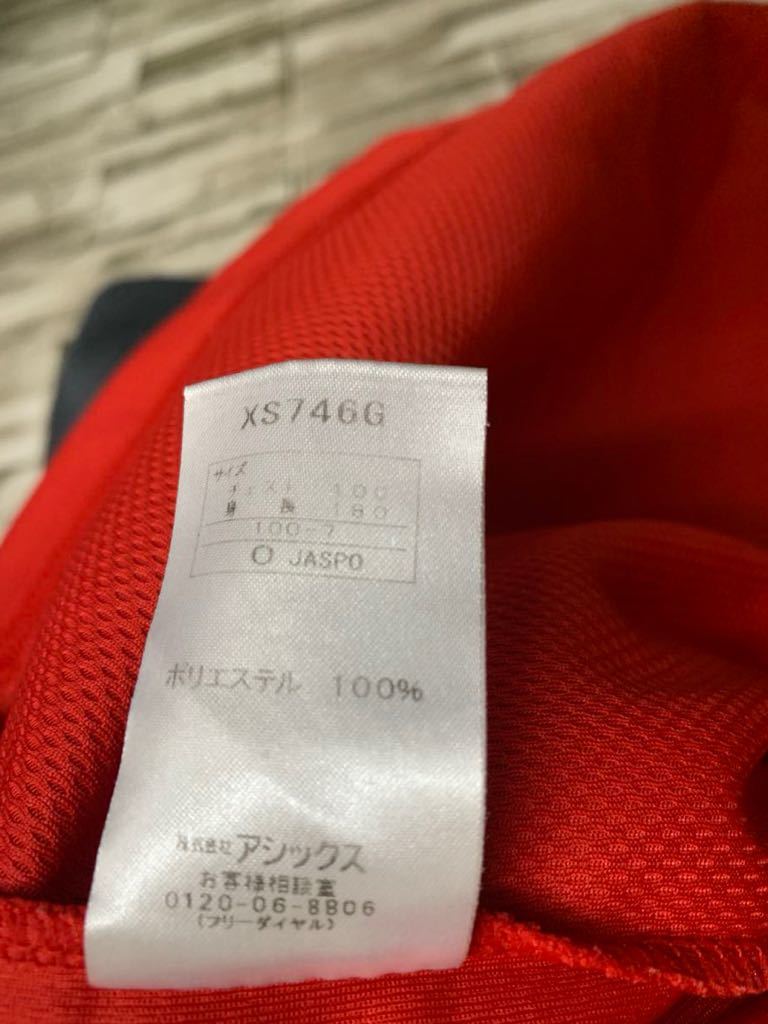 XS746G
サイズ
チェスト 100
身 長 180
100-7
O JASPO
ポリエステル 100%
株式会社アシックス
お客様相談室
0120-06-8806
(フリーダイヤル)